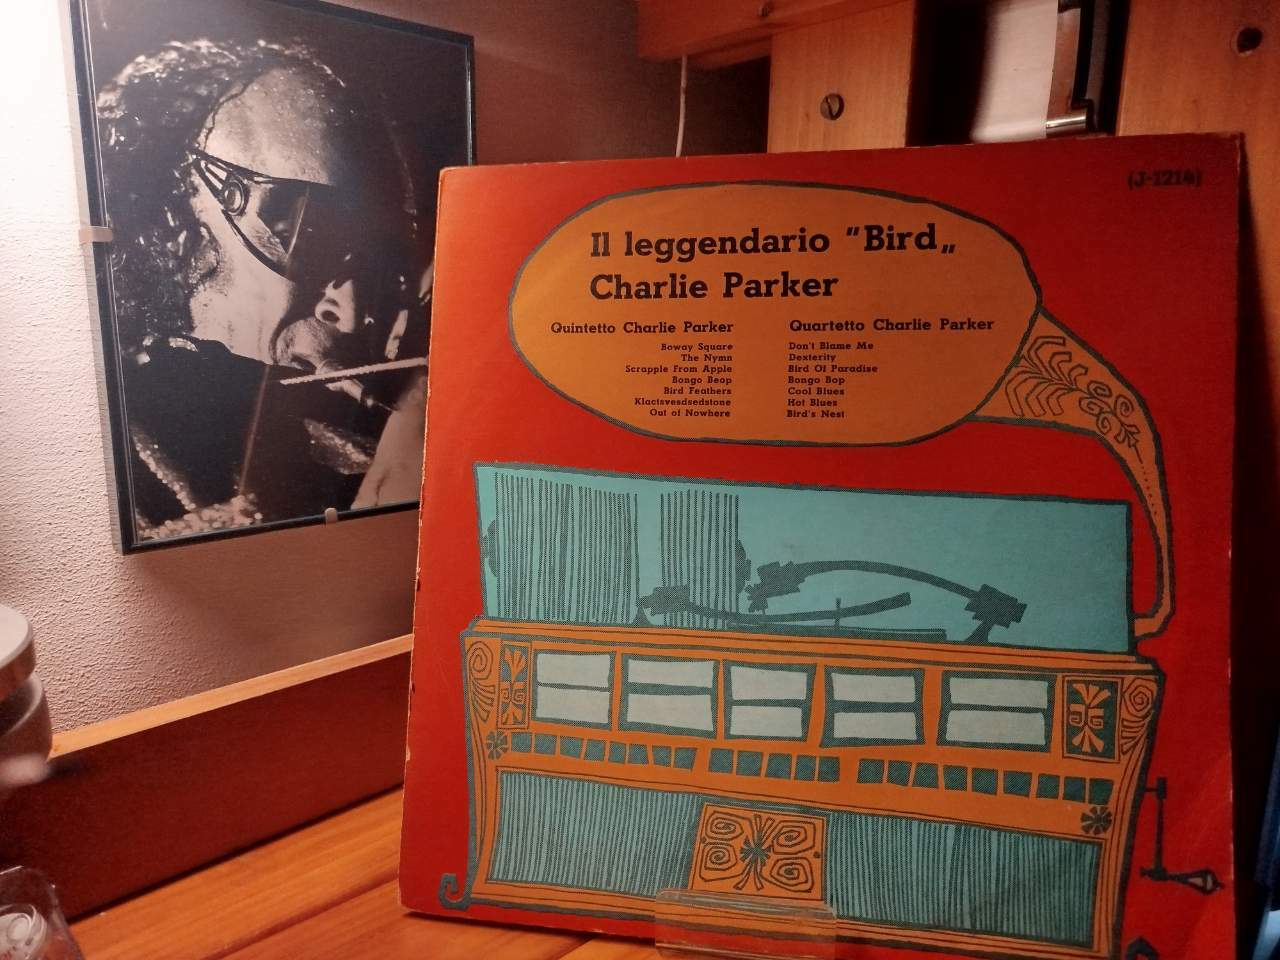 (J-1214)
Il leggendario "Bird„
Charlie Parker
Quintetto Charlie Parker
Boway Square
The Nymn
Scrapple From Apple
Bongo Beop
Bird Feathers
Klactsvesdsedstone
Out of Nowhere
Quartetto Charlie Parker
Don't Blame Me
Dexterity
Bird Of Paradise
Bongo Bop
Cool Blues
Hot Blues
Bird's Nest